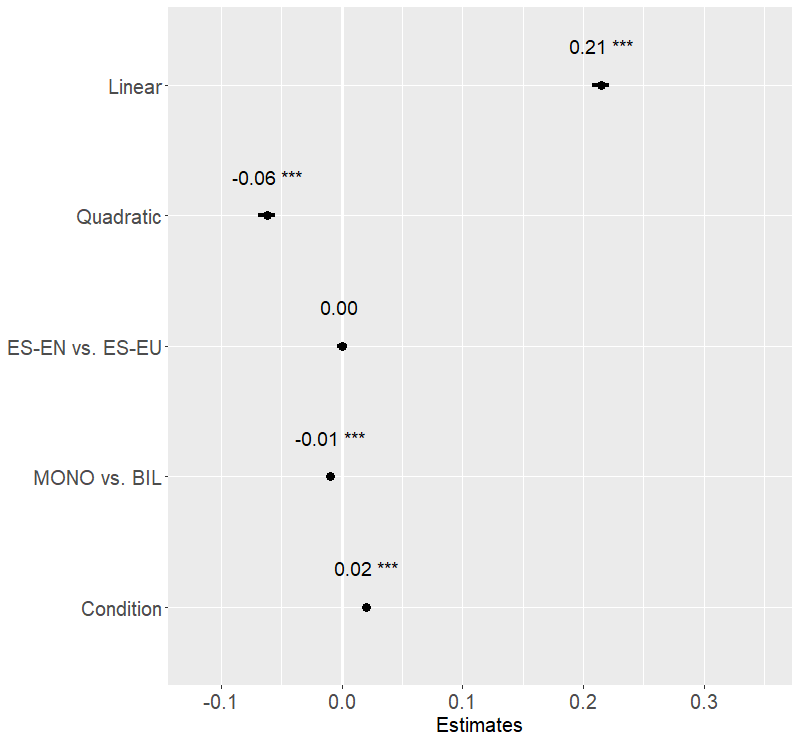 0.21 ***
Linear
-0.06 ***
Quadratic
0.00
ES-EN vs. ES-EU
-0.01 ***
MONO vs. BIL
0.02 ***
Condition
-0.1 0.0 0.1 0.2 0.3
Estimates